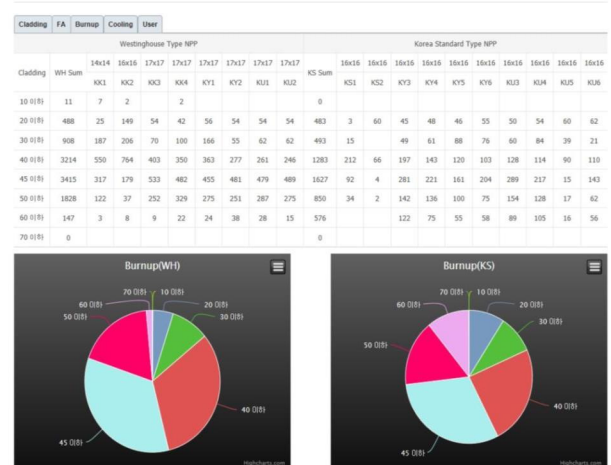 Cladding FA Burnup Cooling User
Westinghouse Type NPP Korea Standard Type NPP
Cladding WH Sum 14x14 16x16 17x17 17x17 17x17 17x17 17x17 17x17 KS Sum 16x16 16x16 16x16 16x16 16x16 16x16 16x16 16x16 16x16 16x16
KK1 KK2 KK3 KK4 KY1 KY2 KU1 KU2 KS1 KS2 KY3 KY4 KY5 KY6 KU3 KU4 KU5 KU6
10 이하 11 7 2 2 0
20 이하 488 25 149 54 42 56 54 54 54 483 3 60 45 48 46 55 50 54 60 62
30 이하 908 187 206 70 100 166 55 62 62 493 15 49 61 88 76 60 84 39 21
40 이하 3214 550 764 403 350 363 277 261 246 1283 212 66 197 143 120 103 128 114 90 110
45 이하 3415 317 179 533 482 455 481 479 489 1627 92 4 281 221 161 204 289 217 15 143
50 이하 1828 122 37 252 329 275 251 287 275 850 34 2 142 136 100 75 154 128 17 62
60 이하 147 3 8 9 22 24 38 28 15 576 122 75 55 58 89 105 16 56
70 이하 0 0
Burnup(WH)
70 이하 10 이하
60 이하 20 이하
50 이하 30 이하
40 이하
45 이하
Highcharts.com
Burnup(KS)
70 이하 10 이하
60 이하 20 이하
30 이하
50 이하
40 이하
45 이하
Highcharts.com